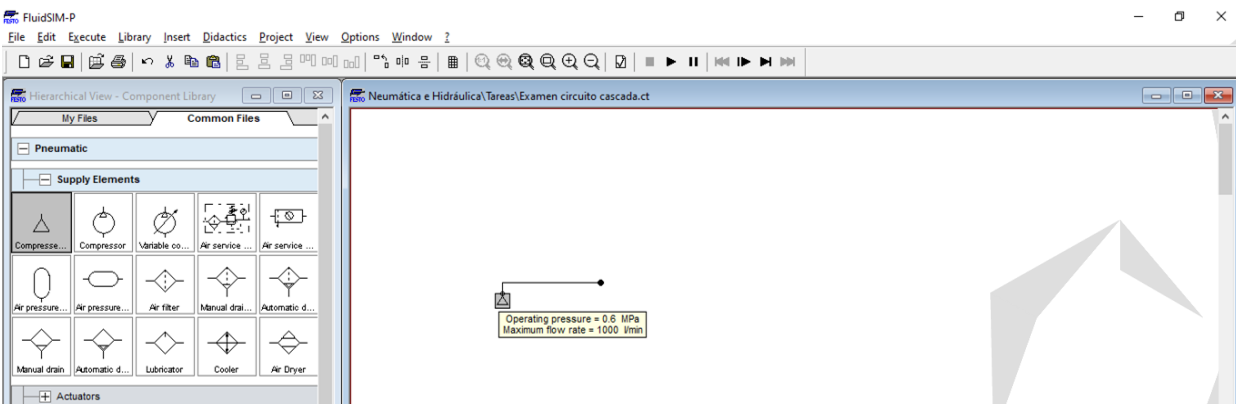 FluidSIM-P
File Edit Execute Library Insert Didactics Project View Options Window ?
Hierarchical View - Component Library
Neumática e Hidráulica\Tareas\Examen circuito cascada.ct
My Files Common Files
Pneumatic
Supply Elements
Compresse... Compressor Variable co... Air service ... Air service ...
Air pressure... Air pressure... Air filter Manual drai... Automatic d...
Manual drain Automatic d... Lubricator Cooler Air Dryer
Actuators
Operating pressure = 0.6 MPa
Maximum flow rate = 1000 l/min